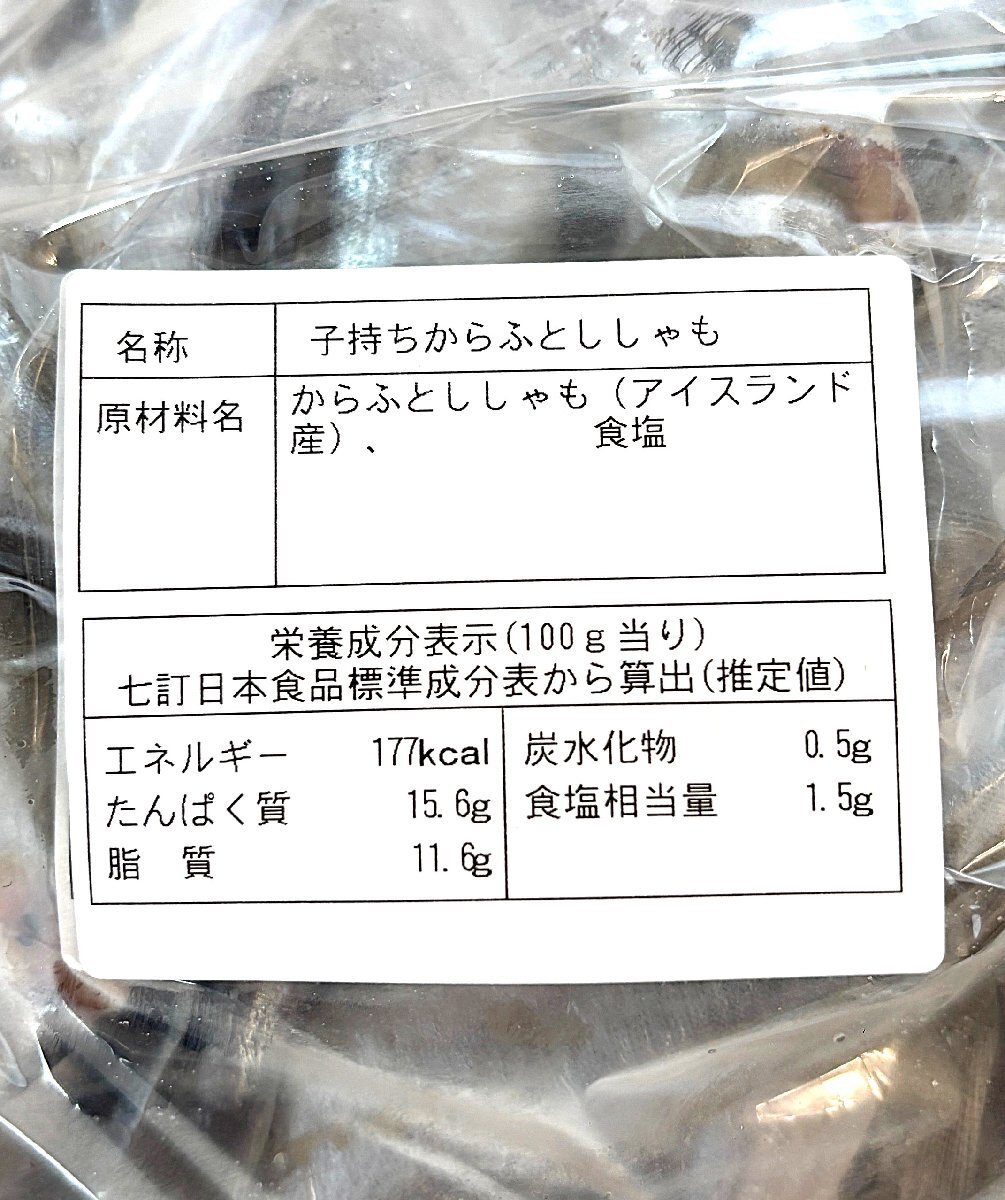 名称 子持ちからふとししゃも
原材料名 からふとししゃも（アイスランド
産）、 食塩
栄養成分表示(100ｇ当り)
七訂日本食品標準成分表から算出(推定値)
エネルギー 177kcal 炭水化物 0.5g
たんぱく質 15.6g 食塩相当量 1.5g
脂 質 11.6g